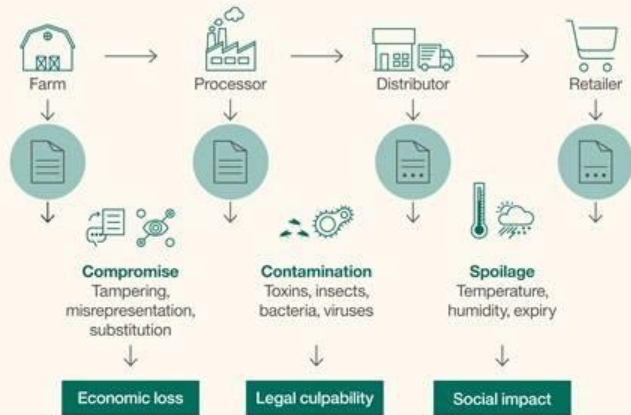 Farm
Processor
Distributor
Retailer
Compromise
Tampering,
misrepresentation,
substitution
Contamination
Toxins, insects,
bacteria, viruses
Spoilage
Temperature,
humidity, expiry
Economic loss
Legal culpability
Social impact